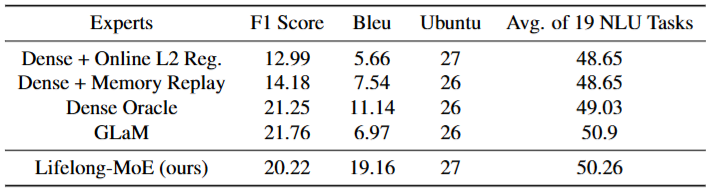 Experts F1 Score Bleu Ubuntu Avg. of 19 NLU Tasks
Dense + Online L2 Reg. 12.99 5.66 27 48.65
Dense + Memory Replay 14.18 7.54 26 48.65
Dense Oracle 21.25 11.14 26 49.03
GLaM 21.76 6.97 26 50.9
Lifelong-MoE (ours) 20.22 19.16 27 50.26